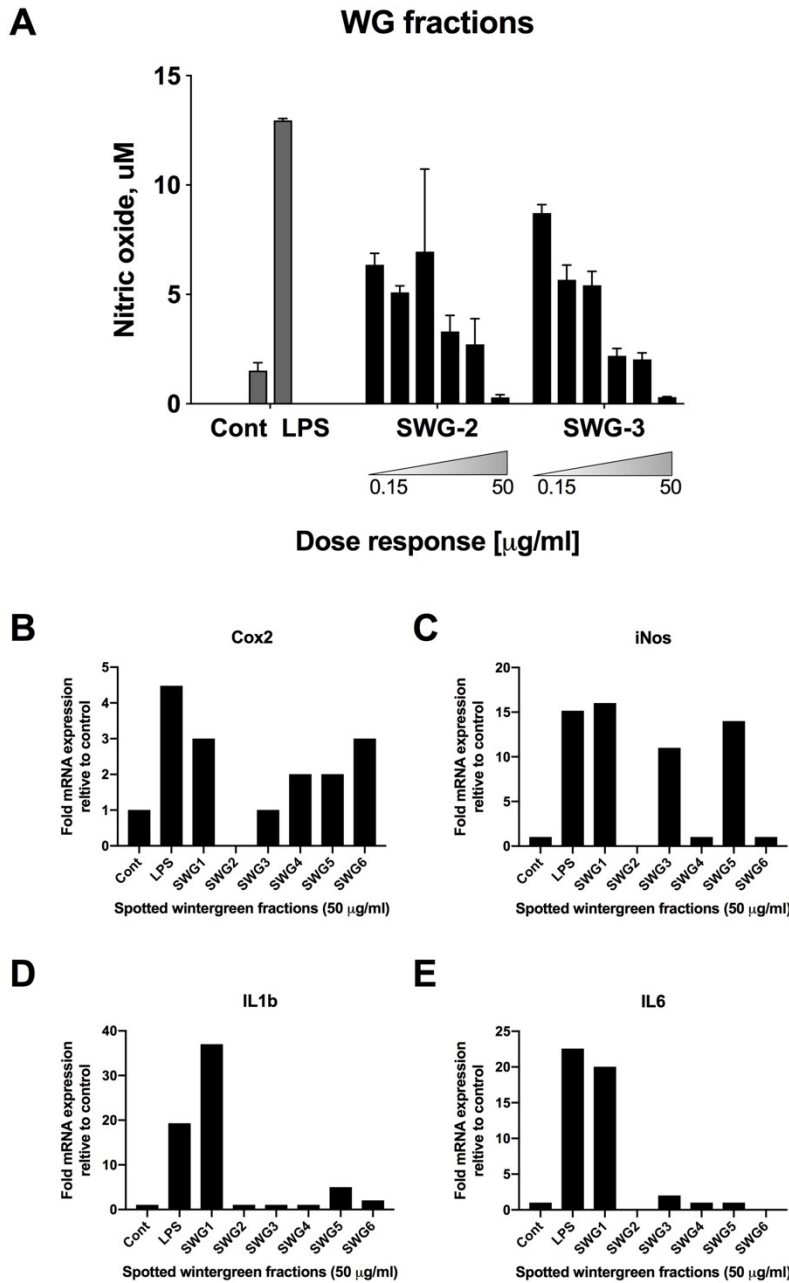 A
WG fractions
Nitric oxide, uM
15
10
5
0
Cont LPS SWG-2 SWG-3
0.15 50 0.15 50
Dose response [μg/ml]
B
Cox2
Fold mRNA expression
reltive to control
5
4
3
2
1
0
Cont LPS SWG1 SWG2 SWG3 SWG4 SWG5 SWG6
Spotted wintergreen fractions (50 μg/ml)
C
iNos
Fold mRNA expression
reltive to control
20
15
10
5
0
Cont LPS SWG1 SWG2 SWG3 SWG4 SWG5 SWG6
Spotted wintergreen fractions (50 μg/ml)
D
IL1b
Fold mRNA expression
reltive to control
40
30
20
10
0
Cont LPS SWG1 SWG2 SWG3 SWG4 SWG5 SWG6
Spotted wintergreen fractions (50 μg/ml)
E
IL6
Fold mRNA expression
reltive to control
25
20
15
10
5
0
Cont LPS SWG1 SWG2 SWG3 SWG4 SWG5 SWG6
Spotted wintergreen fractions (50 μg/ml)